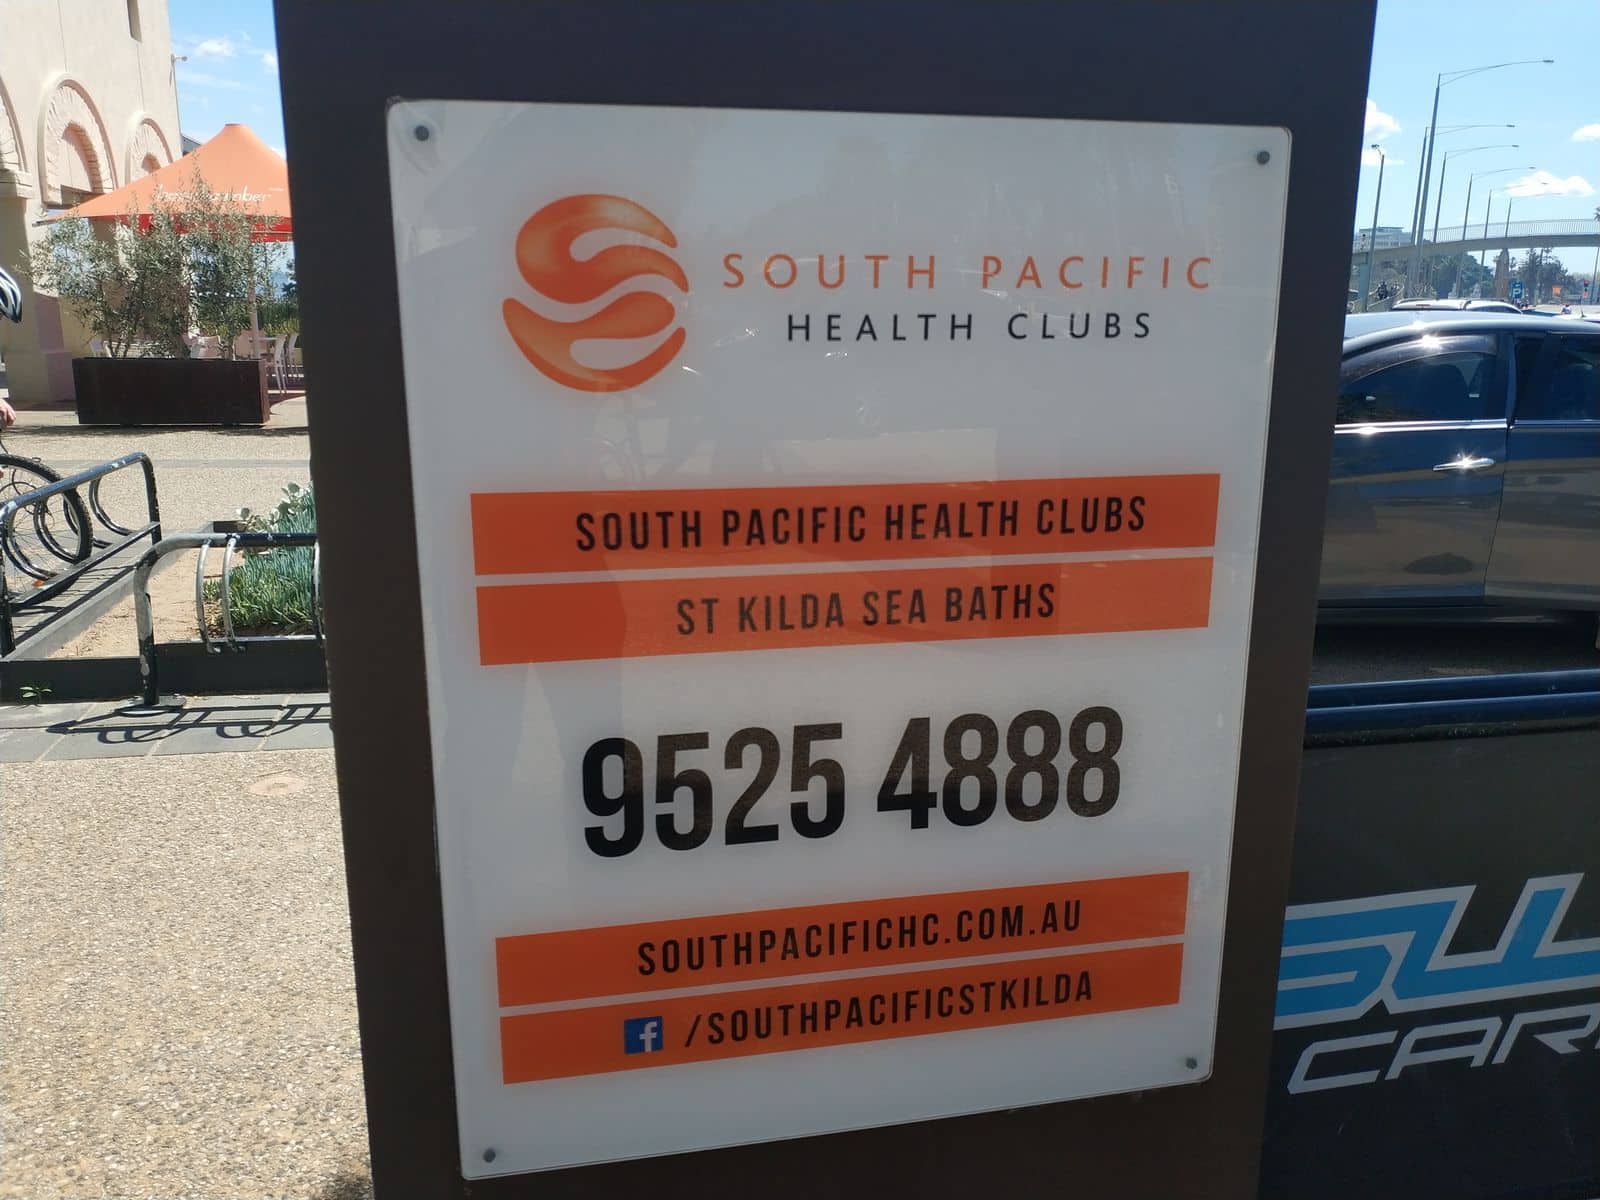 SOUTH PACIFIC
HEALTH CLUBS
SOUTH PACIFIC HEALTH CLUBS
ST KILDA SEA BATHS
9525 4888
SOUTHPACIFICHC.COM.AU
f /SOUTHPACIFICSTKILDA
P